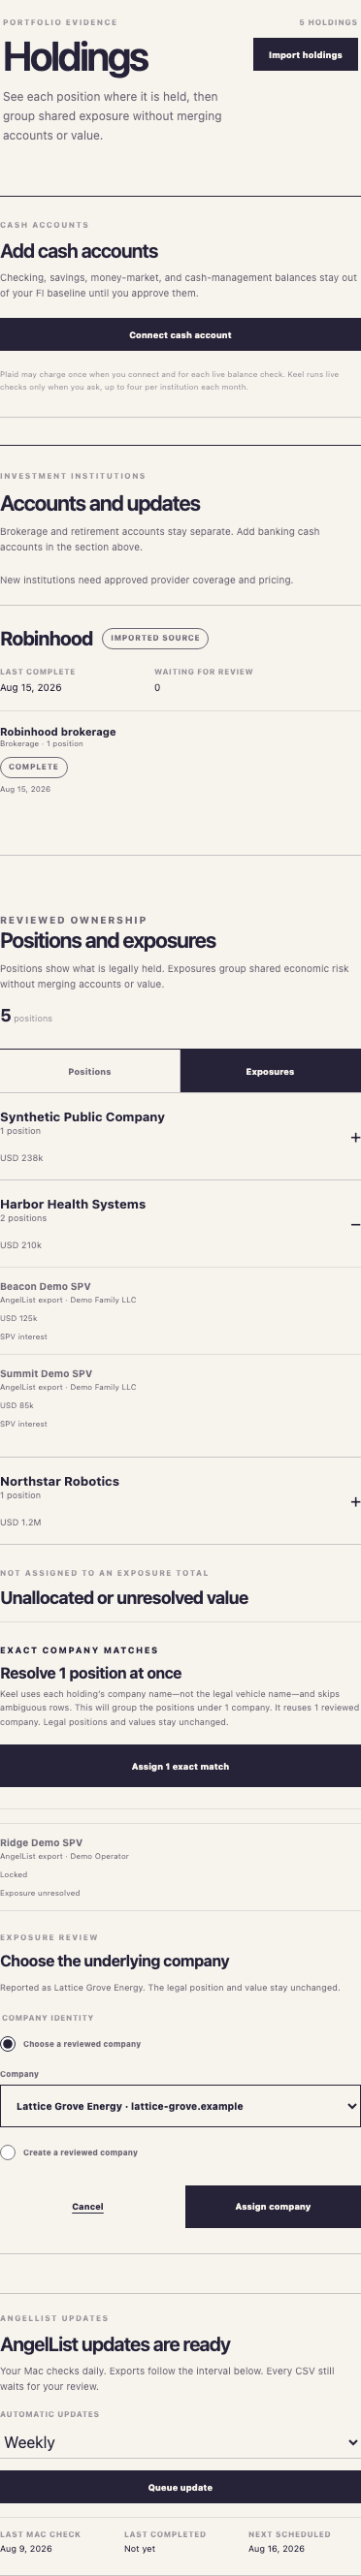 PORTFOLIO EVIDENCE
5 HOLDINGS
Holdings
Import holdings
See each position where it is held, then
group shared exposure without merging
accounts or value.
CASH ACCOUNTS
Add cash accounts
Checking, savings, money-market, and cash-management balances stay out
of your FI baseline until you approve them.
Connect cash account
Plaid may charge once when you connect and for each live balance check. Keel runs live
checks only when you ask, up to four per institution each month.
INVESTMENT INSTITUTIONS
Accounts and updates
Brokerage and retirement accounts stay separate. Add banking cash
accounts in the section above.
New institutions need approved provider coverage and pricing.
Robinhood
IMPORTED SOURCE
LAST COMPLETE
WAITING FOR REVIEW
Aug 15, 2026
0
Robinhood brokerage
Brokerage · 1 position
COMPLETE
Aug 15, 2026
REVIEWED OWNERSHIP
Positions and exposures
Positions show what is legally held. Exposures group shared economic risk
without merging accounts or value.
5 positions
Positions
Exposures
Synthetic Public Company
1 position
+
USD 238k
Harbor Health Systems
2 positions
−
USD 210k
Beacon Demo SPV
AngelList export · Demo Family LLC
USD 125k
SPV interest
Summit Demo SPV
AngelList export · Demo Family LLC
USD 85k
SPV interest
Northstar Robotics
1 position
+
USD 1.2M
NOT ASSIGNED TO AN EXPOSURE TOTAL
Unallocated or unresolved value
EXACT COMPANY MATCHES
Resolve 1 position at once
Keel uses each holding's company name—not the legal vehicle name—and skips
ambiguous rows. This will group the positions under 1 company. It reuses 1 reviewed
company. Legal positions and values stay unchanged.
Assign 1 exact match
Ridge Demo SPV
AngelList export · Demo Operator
Locked
Exposure unresolved
EXPOSURE REVIEW
Choose the underlying company
Reported as Lattice Grove Energy. The legal position and value stay unchanged.
COMPANY IDENTITY
Choose a reviewed company
Company
Lattice Grove Energy · lattice-grove.example
Create a reviewed company
Cancel
Assign company
ANGELLIST UPDATES
AngelList updates are ready
Your Mac checks daily. Exports follow the interval below. Every CSV still
waits for your review.
AUTOMATIC UPDATES
Weekly
Queue update
LAST MAC CHECK
LAST COMPLETED
NEXT SCHEDULED
Aug 9, 2026
Not yet
Aug 16, 2026